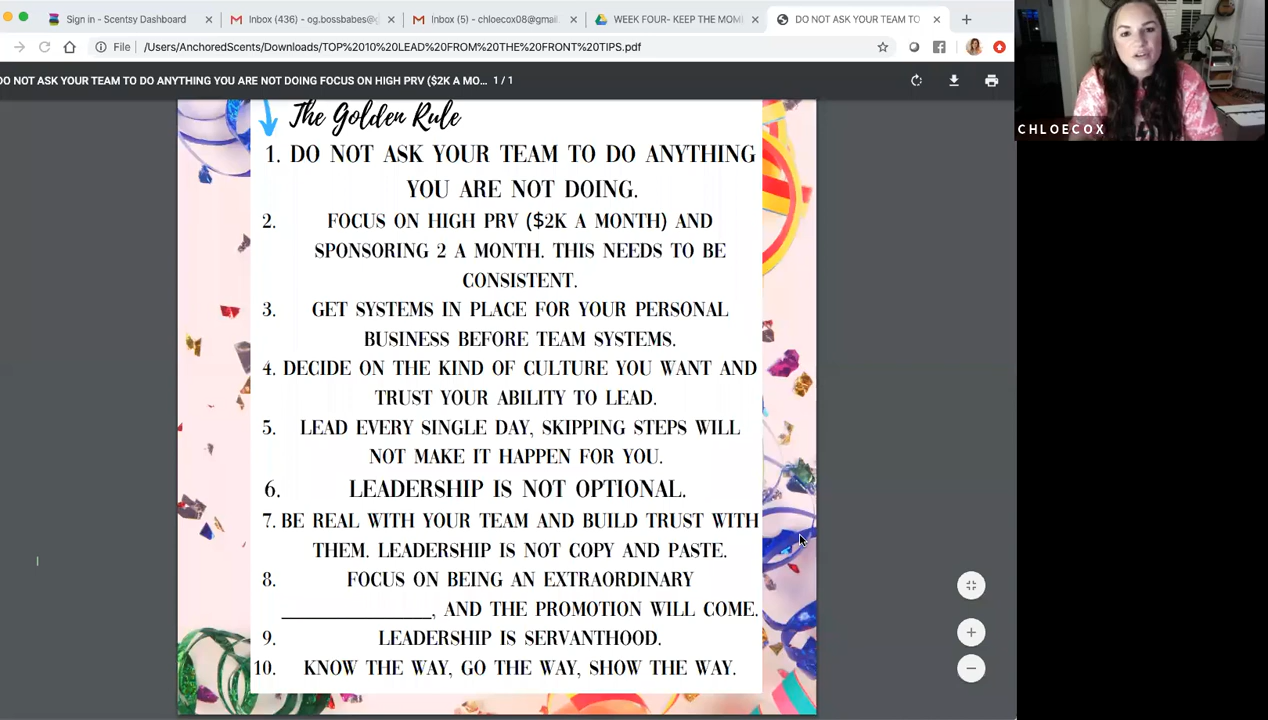 Sign in - Scentsy Dashboard
Inbox (436) - og.bossbabes@g
Inbox (5) - chloecox08@gmail
WEEK FOUR- KEEP THE MOM
DO NOT ASK YOUR TEAM TO
File | /Users/AnchoredScents/Downloads/TOP%2010%20LEAD%20FROM%20THE%20FRONT%20TIPS.pdf
DO NOT ASK YOUR TEAM TO DO ANYTHING YOU ARE NOT DOING FOCUS ON HIGH PRV ($2K A MO... 1 / 1
CHLOECOX
The Golden Rule
1. DO NOT ASK YOUR TEAM TO DO ANYTHING
YOU ARE NOT DOING.
2. FOCUS ON HIGH PRV ($2K A MONTH) AND
SPONSORING 2 A MONTH. THIS NEEDS TO BE
CONSISTENT.
3. GET SYSTEMS IN PLACE FOR YOUR PERSONAL
BUSINESS BEFORE TEAM SYSTEMS.
4. DECIDE ON THE KIND OF CULTURE YOU WANT AND
TRUST YOUR ABILITY TO LEAD.
5. LEAD EVERY SINGLE DAY, SKIPPING STEPS WILL
NOT MAKE IT HAPPEN FOR YOU.
6. LEADERSHIP IS NOT OPTIONAL.
7. BE REAL WITH YOUR TEAM AND BUILD TRUST WITH
THEM. LEADERSHIP IS NOT COPY AND PASTE.
8. FOCUS ON BEING AN EXTRAORDINARY
_______________, AND THE PROMOTION WILL COME.
9. LEADERSHIP IS SERVANTHOOD.
10. KNOW THE WAY, GO THE WAY, SHOW THE WAY.